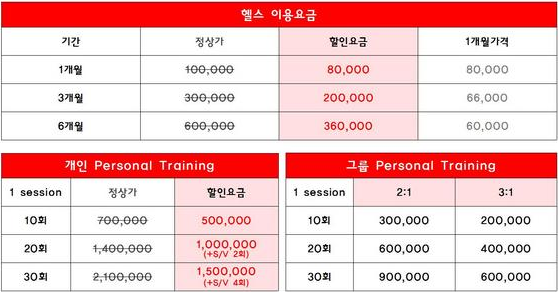 헬스 이용요금
기간 정상가 할인요금 1개월가격
1개월 100,000 80,000 80,000
3개월 300,000 200,000 66,000
6개월 600,000 360,000 60,000
개인 Personal Training
1 session 정상가 할인요금
10회 700,000 500,000
20회 1,400,000 1,000,000
(+S/V 2회)
30회 2,100,000 1,500,000
(+S/V 4회)
그룹 Personal Training
1 session 2:1 3:1
10회 300,000 200,000
20회 600,000 400,000
30회 900,000 600,000